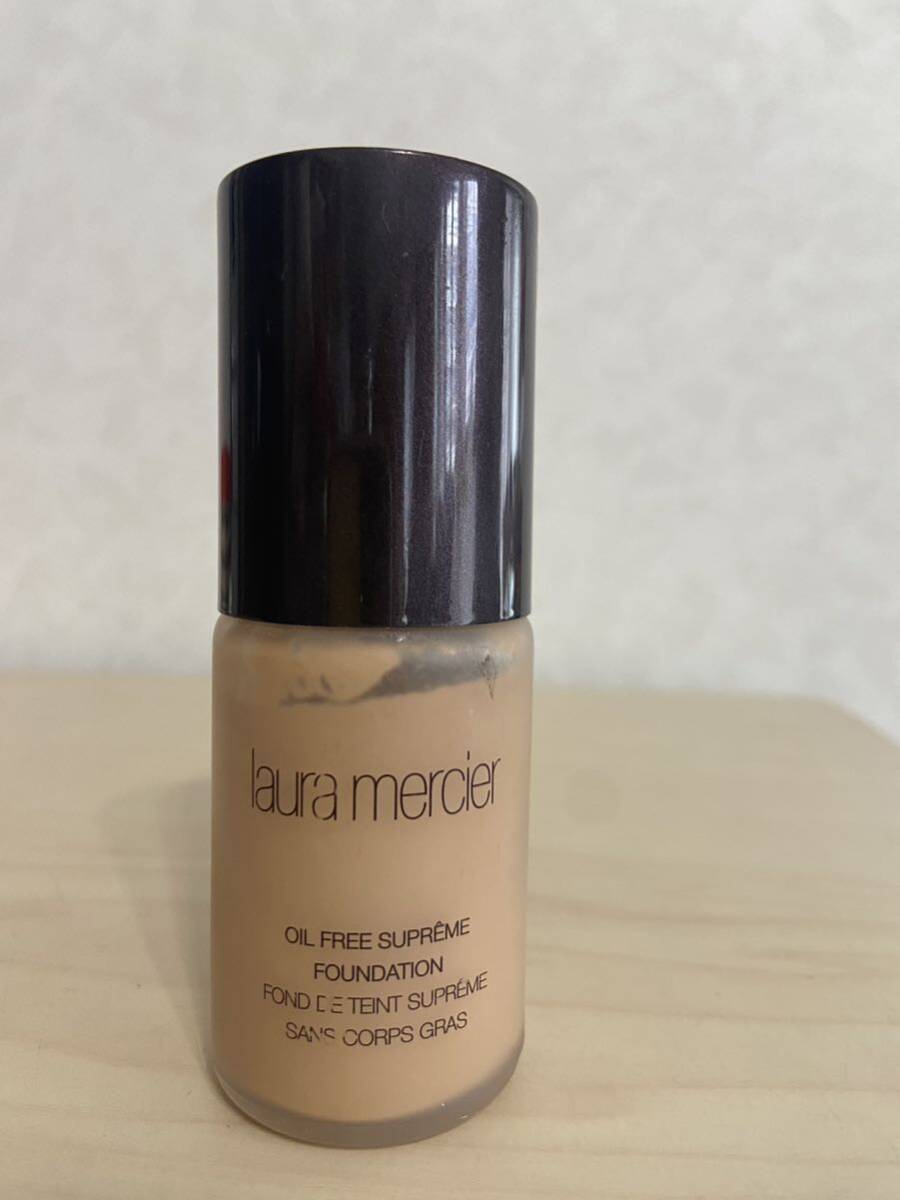 laura mercier
OIL FREE SUPRÊME
FOUNDATION
FOND DE TEINT SUPRÊME
SANS CORPS GRAS